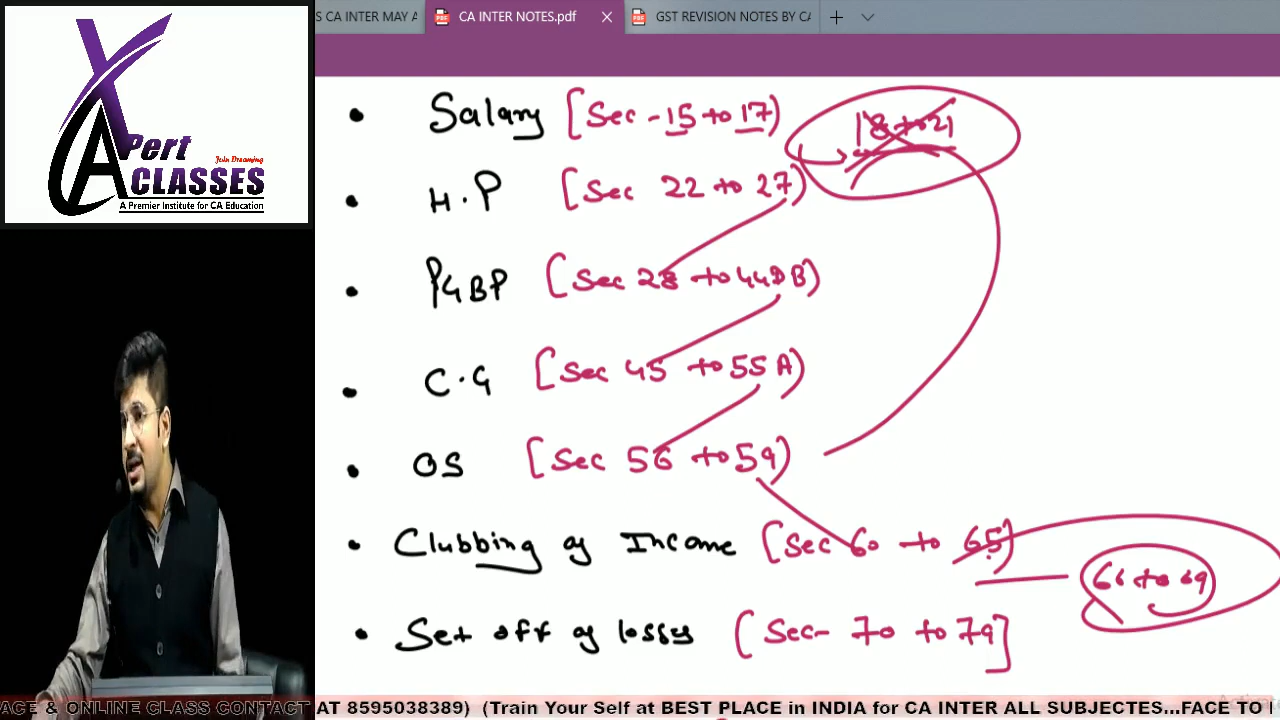 S CA INTER MAY A
CA INTER NOTES.pdf
GST REVISION NOTES BY CA
Pert
Join Dreaming
CA CLASSES
A Premier Institute for CA Education
• Salary [Sec - 15 to 17)
18 to 21
• H.P [Sec 22 to 27)
• PGBP [Sec 28 to 44DB)
• C.G [Sec 45 to 55A)
• OS [Sec 56 to 59)
• Clubbing of Income [Sec 60 to 65)
66 to 69
• Set off of losses [Sec- 70 to 79]
ACE & ONLINE CLASS CONTACT AT 8595038389) (Train Your Self at BEST PLACE in INDIA for CA INTER ALL SUBJECTES...FACE TO